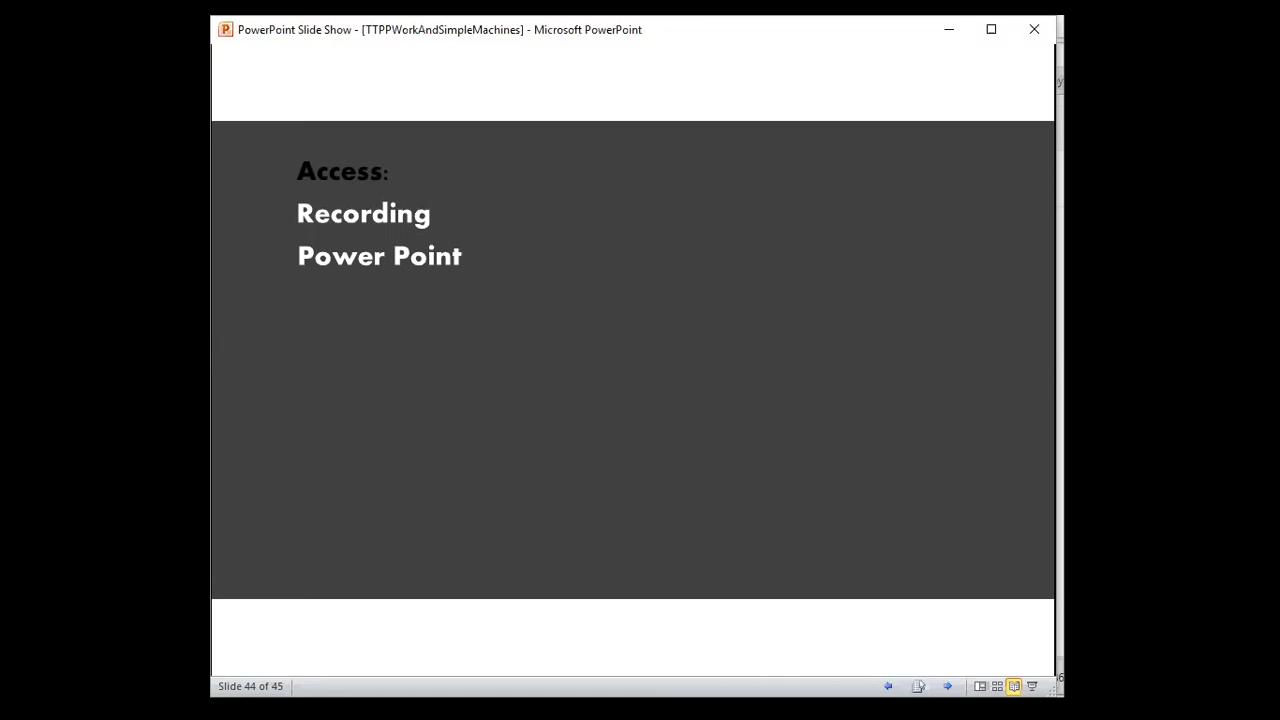 PowerPoint Slide Show - [TTPPWorkAndSimpleMachines] - Microsoft PowerPoint
Access:
Recording
Power Point
Slide 44 of 45